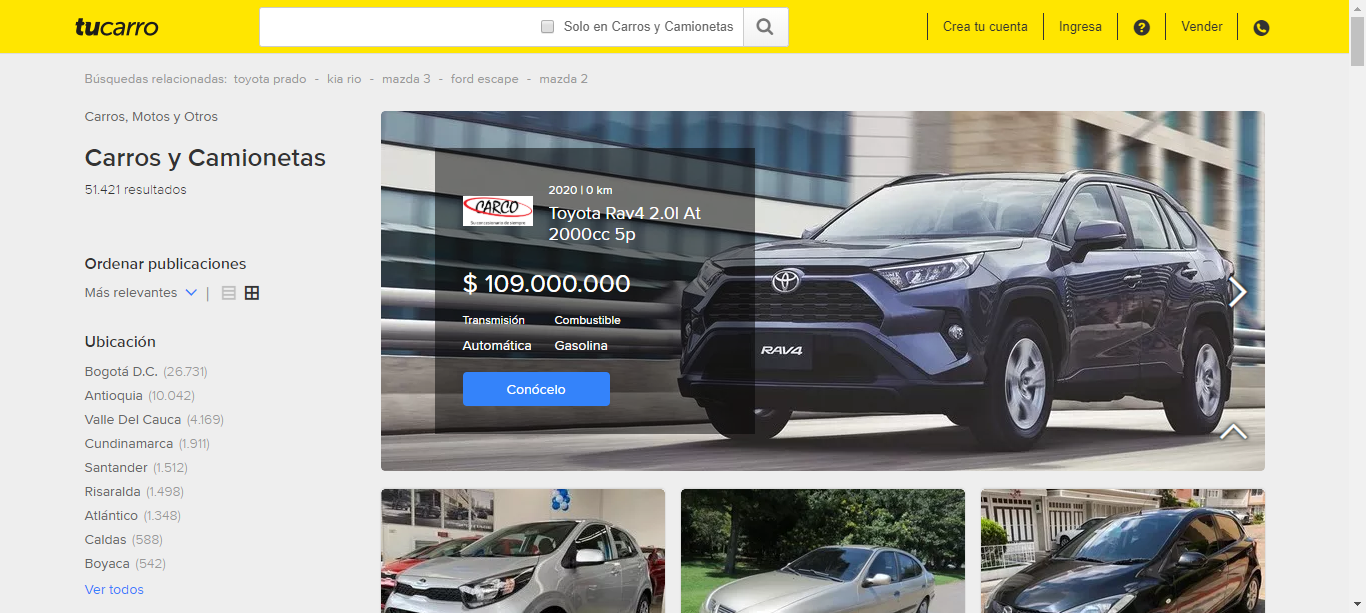 tucarro
Solo en Carros y Camionetas
Crea tu cuenta
Ingresa
?
Vender
Búsquedas relacionadas: toyota prado - kia rio - mazda 3 - ford escape - mazda 2
Carros, Motos y Otros
Carros y Camionetas
51.421 resultados
Ordenar publicaciones
Más relevantes |
Ubicación
Bogotá D.C. (26.731)
Antioquia (10.042)
Valle Del Cauca (4.169)
Cundinamarca (1.911)
Santander (1.512)
Risaralda (1.498)
Atlántico (1.348)
Caldas (588)
Boyaca (542)
Ver todos
CARCO
Su concesionario de siempre
2020 | 0 km
Toyota Rav4 2.0l At
2000cc 5p
$ 109.000.000
Transmisión Combustible
Automática Gasolina
Conócelo
RAV4